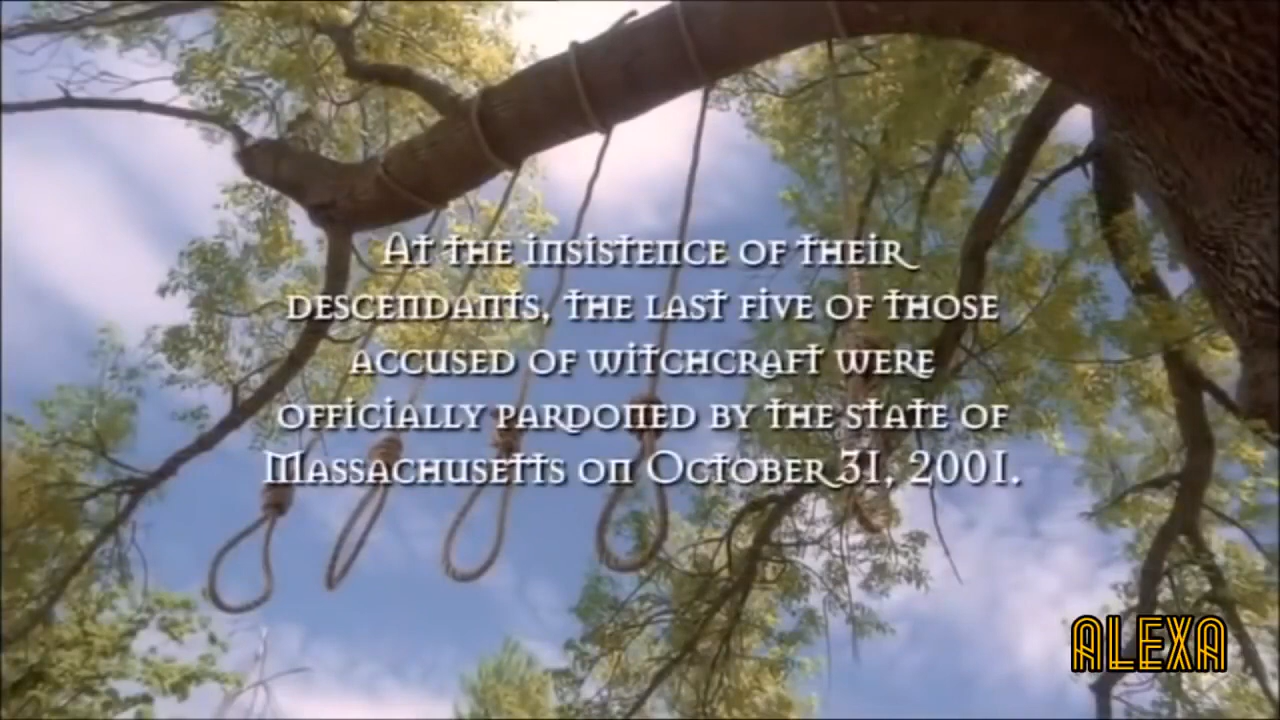 At the insistence of their
descendants, the last five of those
accused of witchcraft were
officially pardoned by the state of
Massachusetts on October 31, 2001.
ALEXA